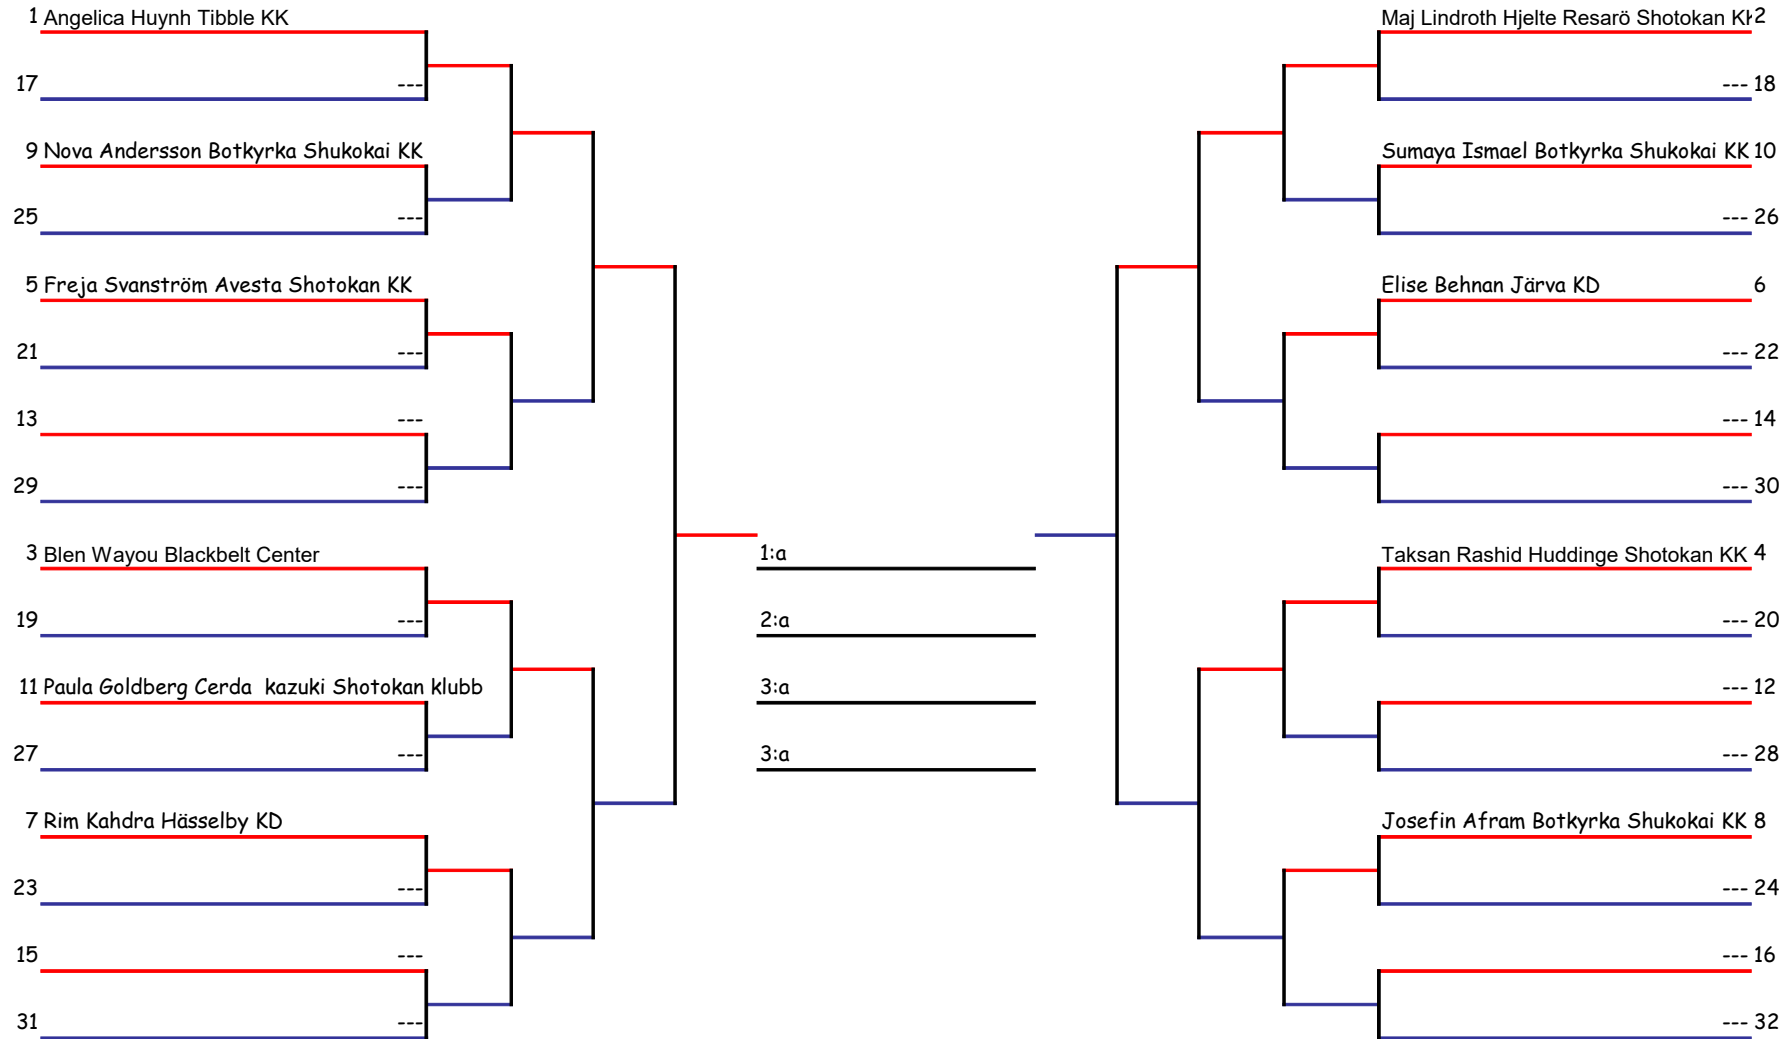 1 Angelica Huynh Tibble KK
17 ---
9 Nova Andersson Botkyrka Shukokai KK
25 ---
5 Freja Svanström Avesta Shotokan KK
21 ---
13 ---
29 ---
3 Blen Wayou Blackbelt Center
19 ---
11 Paula Goldberg Cerda kazuki Shotokan klubb
27 ---
7 Rim Kahdra Hässelby KD
23 ---
15 ---
31 ---
1:a
2:a
3:a
3:a
Maj Lindroth Hjelte Resarö Shotokan KK 2
--- 18
Sumaya Ismael Botkyrka Shukokai KK 10
--- 26
Elise Behnan Järva KD 6
--- 22
--- 14
--- 30
Taksan Rashid Huddinge Shotokan KK 4
--- 20
--- 12
--- 28
Josefin Afram Botkyrka Shukokai KK 8
--- 24
--- 16
--- 32